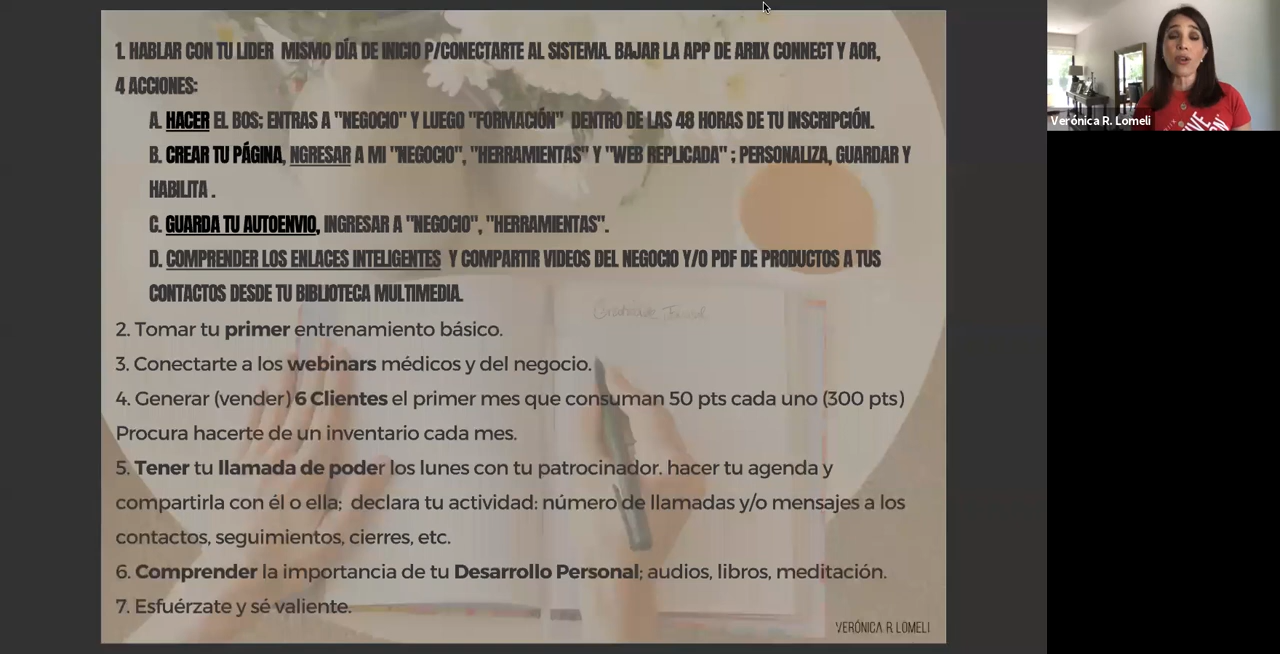 1. HABLAR CON TU LIDER MISMO DÍA DE INICIO P/CONECTARTE AL SISTEMA. BAJAR LA APP DE ARIIX CONNECT Y AOR,
4 ACCIONES:
A. HACER EL BOS; ENTRAS A "NEGOCIO" Y LUEGO "FORMACIÓN" DENTRO DE LAS 48 HORAS DE TU INSCRIPCIÓN.
B. CREAR TU PÁGINA, NGRESAR A MI "NEGOCIO", "HERRAMIENTAS" Y "WEB REPLICADA" ; PERSONALIZA, GUARDAR Y
HABILITA .
C. GUARDA TU AUTOENVIO, INGRESAR A "NEGOCIO", "HERRAMIENTAS".
D. COMPRENDER LOS ENLACES INTELIGENTES Y COMPARTIR VIDEOS DEL NEGOCIO Y/O PDF DE PRODUCTOS A TUS
CONTACTOS DESDE TU BIBLIOTECA MULTIMEDIA.
2. Tomar tu primer entrenamiento básico.
3. Conectarte a los webinars médicos y del negocio.
4. Generar (vender) 6 Clientes el primer mes que consuman 50 pts cada uno (300 pts)
Procura hacerte de un inventario cada mes.
5. Tener tu llamada de poder los lunes con tu patrocinador. hacer tu agenda y
compartirla con él o ella; declara tu actividad: número de llamadas y/o mensajes a los
contactos, seguimientos, cierres, etc.
6. Comprender la importancia de tu Desarrollo Personal; audios, libros, meditación.
7. Esfuérzate y sé valiente.
VERÓNICA R LOMELI
Verónica R. Lomeli